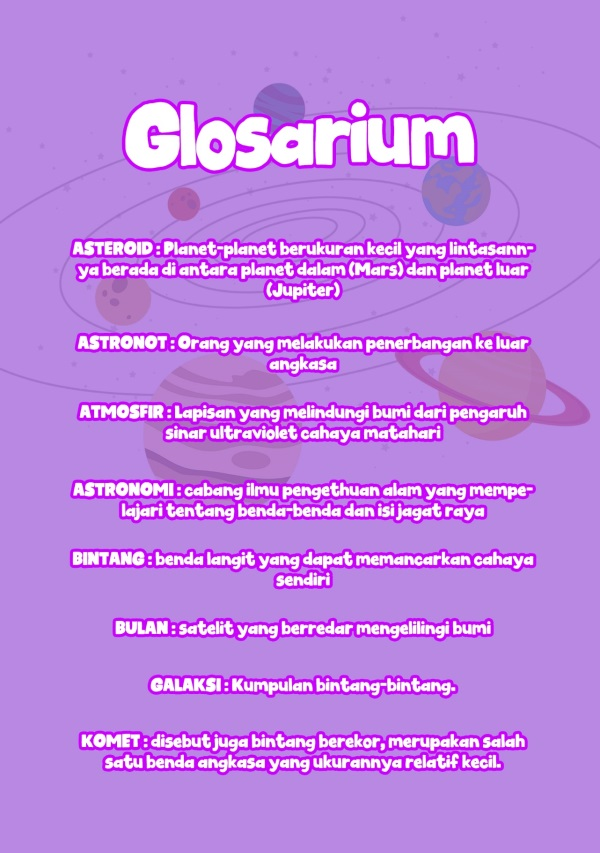 Glosarium
ASTEROID : Planet-planet berukuran kecil yang lintasann-
ya berada di antara planet dalam (Mars) dan planet luar
(Jupiter)
ASTRONOT : Orang yang melakukan penerbangan ke luar
angkasa
ATMOSFIR : Lapisan yang melindungi bumi dari pengaruh
sinar ultraviolet cahaya matahari
ASTRONOMI : cabang ilmu pengethuan alam yang mempe-
lajari tentang benda-benda dan isi jagat raya
BINTANG : benda langit yang dapat memancarkan cahaya
sendiri
BULAN : satelit yang berredar mengelilingi bumi
GALAKSI : Kumpulan bintang-bintang.
KOMET : disebut juga bintang berekor, merupakan salah
satu benda angkasa yang ukurannya relatif kecil.